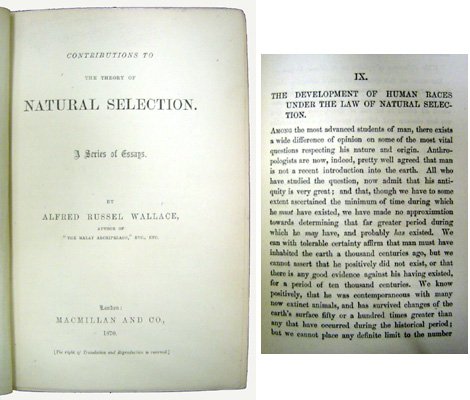 CONTRIBUTIONS TO
THE THEORY OF
NATURAL SELECTION.
A Series of Essays.
BY
ALFRED RUSSEL WALLACE,
AUTHOR OF
"THE MALAY ARCHIPELAGO," ETC., ETC.
London:
MACMILLAN AND CO.,
1870.
[The Right of Translation and Reproduction is reserved.]
IX.
THE DEVELOPMENT OF HUMAN RACES
UNDER THE LAW OF NATURAL SELEC-
TION.
AMONG the most advanced students of man, there exists
a wide difference of opinion on some of the most vital
questions respecting his nature and origin. Anthro-
pologists are now, indeed, pretty well agreed that man
is not a recent introduction into the earth. All who
have studied the question, now admit that his an-
tiquity is very great; and that, though we have to some
extent ascertained the minimum of time during which
he must have existed, we have made no approximation
towards determining that far greater period during
which he may have, and probably has existed. We
can with tolerable certainty affirm that man must have
inhabited the earth a thousand centuries ago, but we
cannot assert that he positively did not exist, or that
there is any good evidence against his having existed,
for a period of ten thousand centuries. We know
positively, that he was contemporaneous with many
now extinct animals, and has survived changes of the
earth's surface fifty or a hundred times greater than
any that have occurred during the historical period;
but we cannot place any definite limit to the number